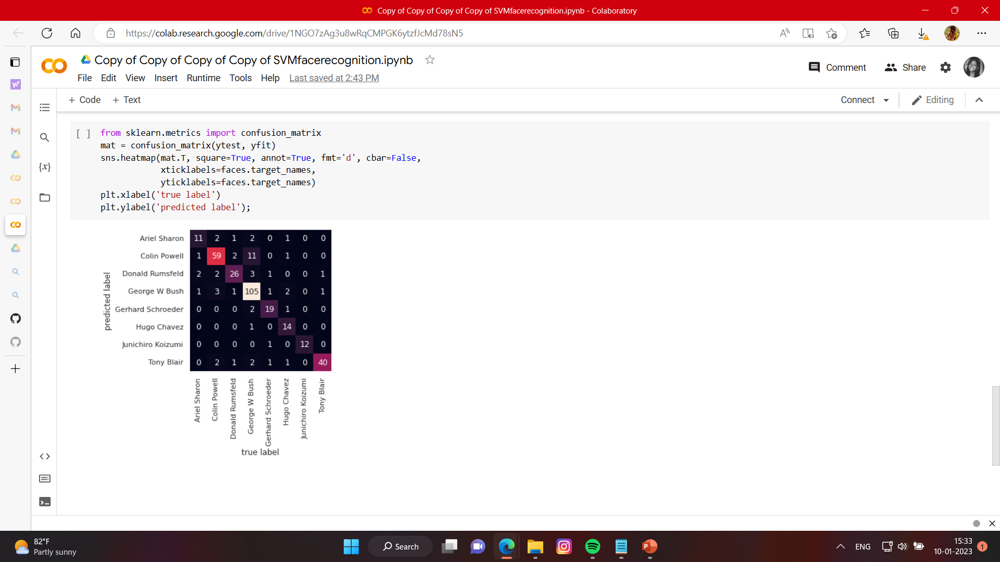 Copy of Copy of Copy of Copy of SVMfacerecognition.ipynb - Colaboratory
https://colab.research.google.com/drive/1NGO7zAg3u8wRqCMPGK6ytzfJcMd78sN5
Copy of Copy of Copy of Copy of SVMfacerecognition.ipynb
Comment Share
File Edit View Insert Runtime Tools Help Last saved at 2:43 PM
+ Code + Text
Connect Editing
[ ] from sklearn.metrics import confusion_matrix
mat = confusion_matrix(ytest, yfit)
sns.heatmap(mat.T, square=True, annot=True, fmt='d', cbar=False,
xticklabels=faces.target_names,
yticklabels=faces.target_names)
plt.xlabel('true label')
plt.ylabel('predicted label');
predicted label
Ariel Sharon 11 2 1 2 0 1 0 0
Colin Powell 1 59 2 11 0 1 0 0
Donald Rumsfeld 2 2 26 3 1 0 0 1
George W Bush 1 3 1 105 1 2 0 1
Gerhard Schroeder 0 0 0 2 19 1 0 0
Hugo Chavez 0 0 0 1 0 14 0 0
Junichiro Koizumi 0 0 0 0 1 0 12 0
Tony Blair 0 2 1 2 1 1 0 40
Ariel Sharon
Colin Powell
Donald Rumsfeld
George W Bush
Gerhard Schroeder
Hugo Chavez
Junichiro Koizumi
Tony Blair
true label
{x}
y!
82°F
Partly sunny
Search
P
ENG
15:33
10-01-2023
1